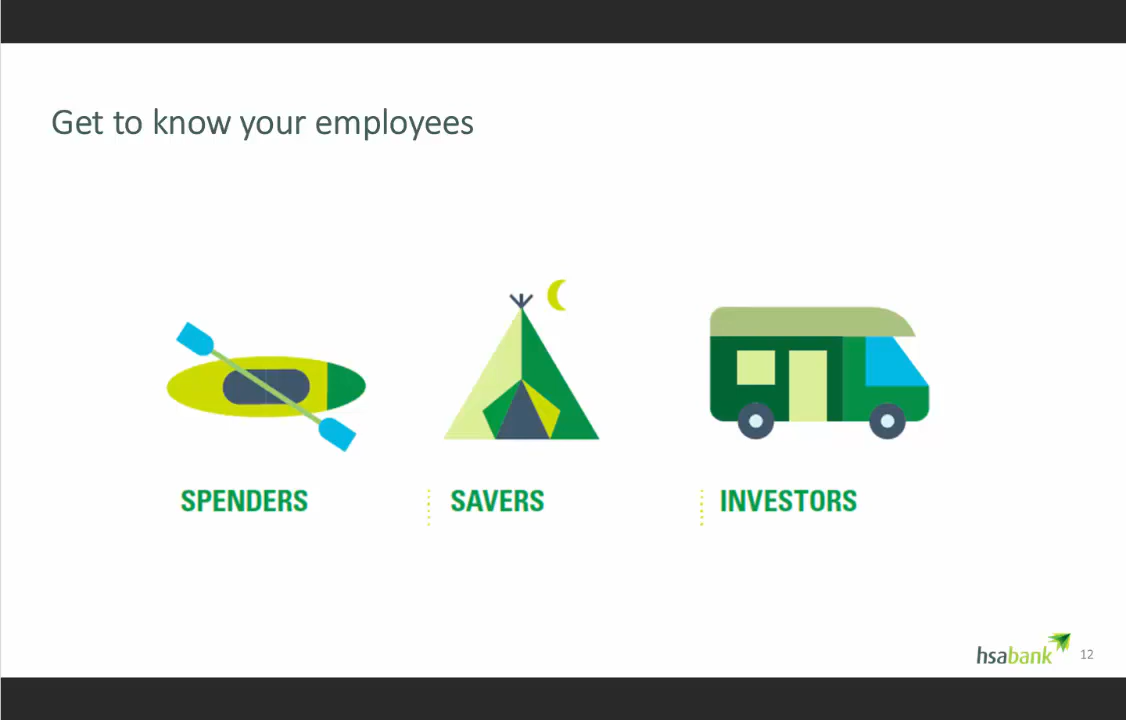 Get to know your employees
SPENDERS
SAVERS
INVESTORS
hsabank
12